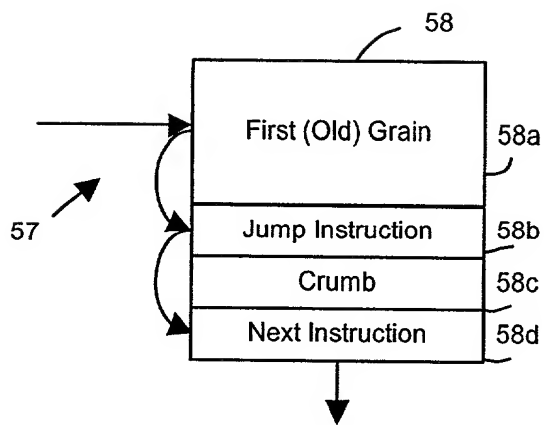 58
First (Old) Grain
58a
57
Jump Instruction
58b
Crumb
58c
Next Instruction
58d